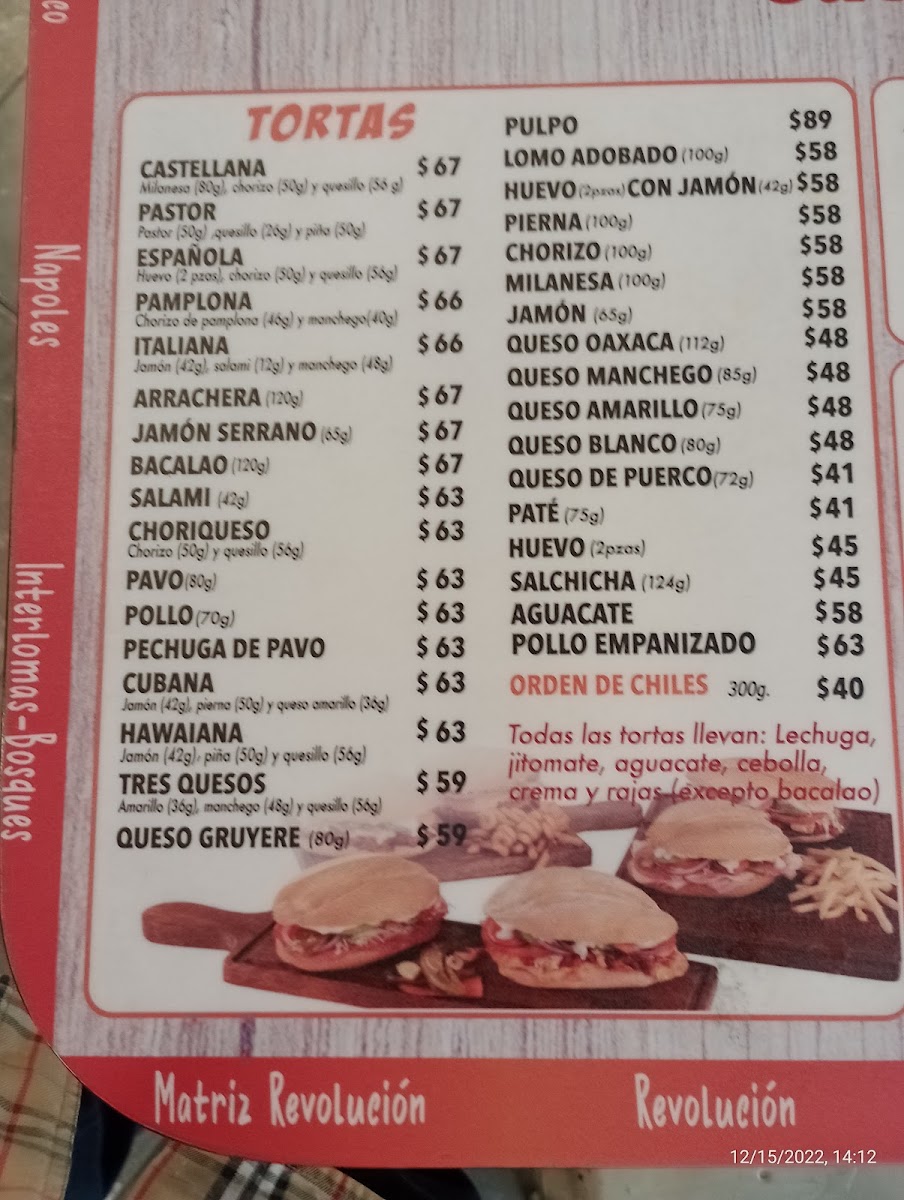 TORTAS
CASTELLANA $ 67
Milanesa (80g), chorizo (50g) y quesillo (56 g)
PASTOR $ 67
Pastor (50g) ,quesillo (26g) y piña (50g)
ESPAÑOLA $ 67
Huevo (2 pzas), chorizo (50g) y quesillo (56g)
PAMPLONA $ 66
Chorizo de pamplona (46g) y manchego(40g)
ITALIANA $ 66
Jamón (42g), salami (12g) y manchego (48g)
ARRACHERA (120g) $ 67
JAMÓN SERRANO (65g) $ 67
BACALAO (120g) $ 67
SALAMI (42g) $ 63
CHORIQUESO $ 63
Chorizo (50g) y quesillo (56g)
PAVO(80g) $ 63
POLLO(70g) $ 63
PECHUGA DE PAVO $ 63
CUBANA $ 63
Jamón (42g), pierna (50g) y queso amarillo (36g)
HAWAIANA $ 63
Jamón (42g), piña (50g) y quesillo (56g)
TRES QUESOS $ 59
Amarillo (36g), manchego (48g) y quesillo (56g)
QUESO GRUYERE (80g) $ 59
PULPO $89
LOMO ADOBADO (100g) $58
HUEVO (2pzas) CON JAMÓN (42g) $58
PIERNA (100g) $58
CHORIZO (100g) $58
MILANESA (100g) $58
JAMÓN (65g) $58
QUESO OAXACA (112g) $48
QUESO MANCHEGO (85g) $48
QUESO AMARILLO (75g) $48
QUESO BLANCO (80g) $48
QUESO DE PUERCO(72g) $41
PATÉ (75g) $41
HUEVO (2pzas) $45
SALCHICHA (124g) $45
AGUACATE $58
POLLO EMPANIZADO $63
ORDEN DE CHILES 300g. $40
Todas las tortas llevan: Lechuga,
jitomate, aguacate, cebolla,
crema y rajas (excepto bacalao)
Napoles
Interlomas-Bosques
Matriz Revolución
Revolución
12/15/2022, 14:12